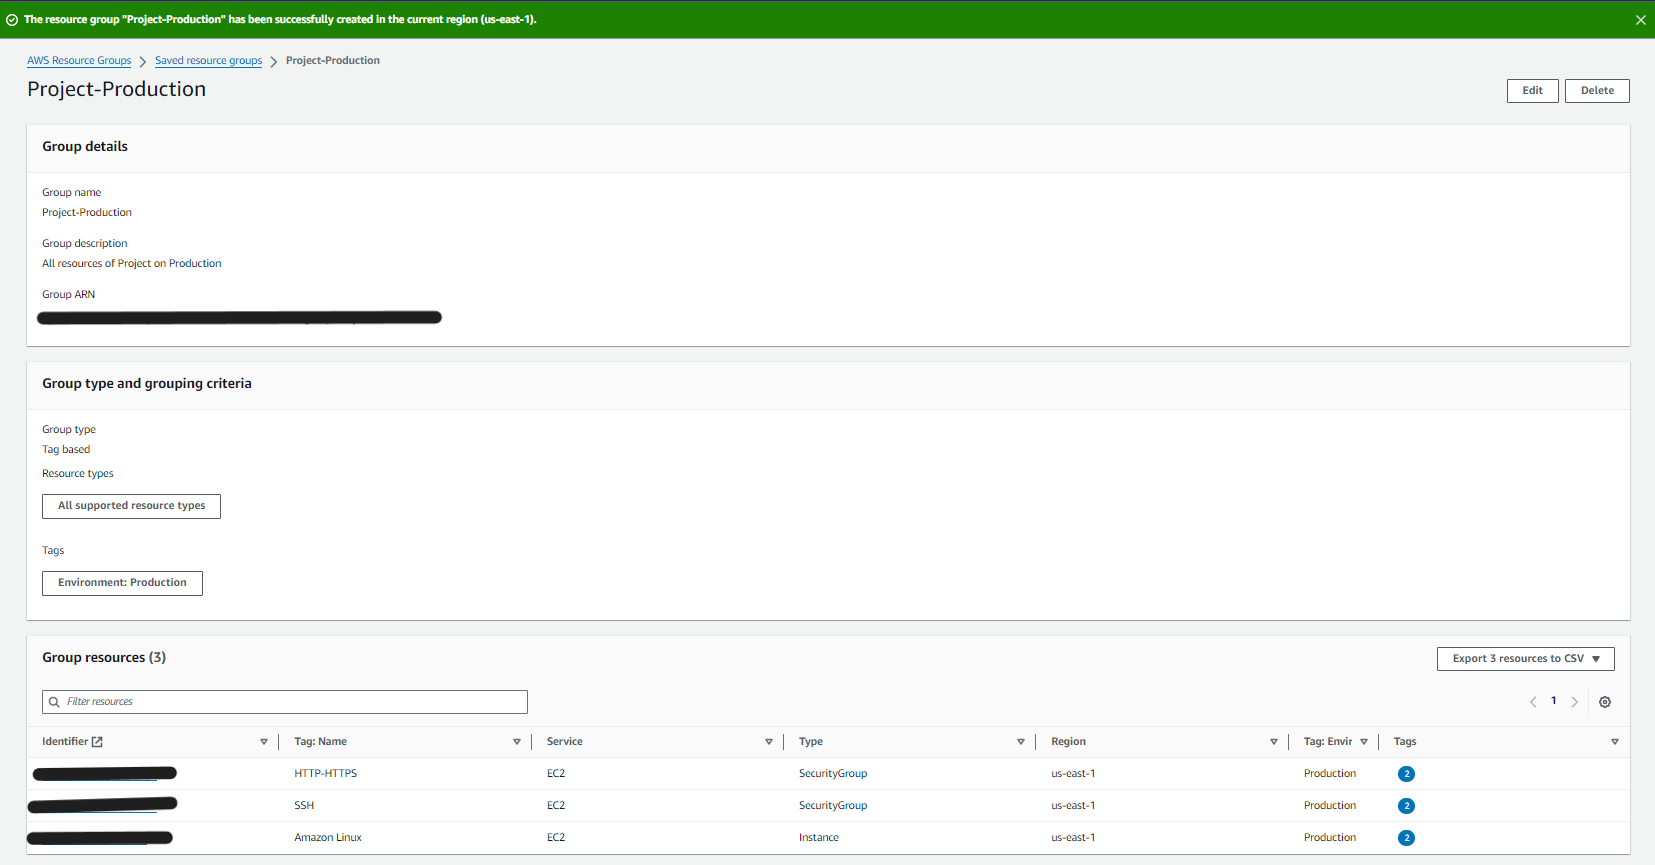 The resource group "Project-Production" has been successfully created in the current region (us-east-1).
AWS Resource Groups > Saved resource groups > Project-Production
Project-Production
Edit Delete
Group details
Group name
Project-Production
Group description
All resources of Project on Production
Group ARN
Group type and grouping criteria
Group type
Tag based
Resource types
All supported resource types
Tags
Environment: Production
Group resources (3)
Export 3 resources to CSV
Filter resources
1
Identifier Tag: Name Service Type Region Tag: Envir Tags
HTTP-HTTPS EC2 SecurityGroup us-east-1 Production 2
SSH EC2 SecurityGroup us-east-1 Production 2
Amazon Linux EC2 Instance us-east-1 Production 2